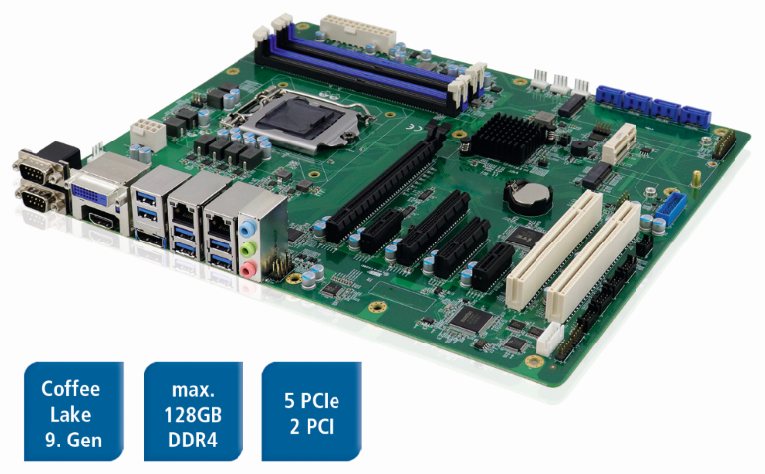 Coffee
Lake
9. Gen
max.
128GB
DDR4
5 PCIe
2 PCI